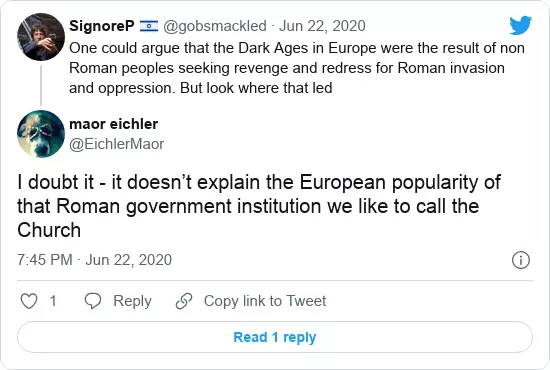 SignoreP 🇮🇱 @gobsmackled · Jun 22, 2020
One could argue that the Dark Ages in Europe were the result of non
Roman peoples seeking revenge and redress for Roman invasion
and oppression. But look where that led
maor eichler
@EichlerMaor
I doubt it - it doesn’t explain the European popularity of
that Roman government institution we like to call the
Church
7:45 PM · Jun 22, 2020
1 Reply Copy link to Tweet
Read 1 reply